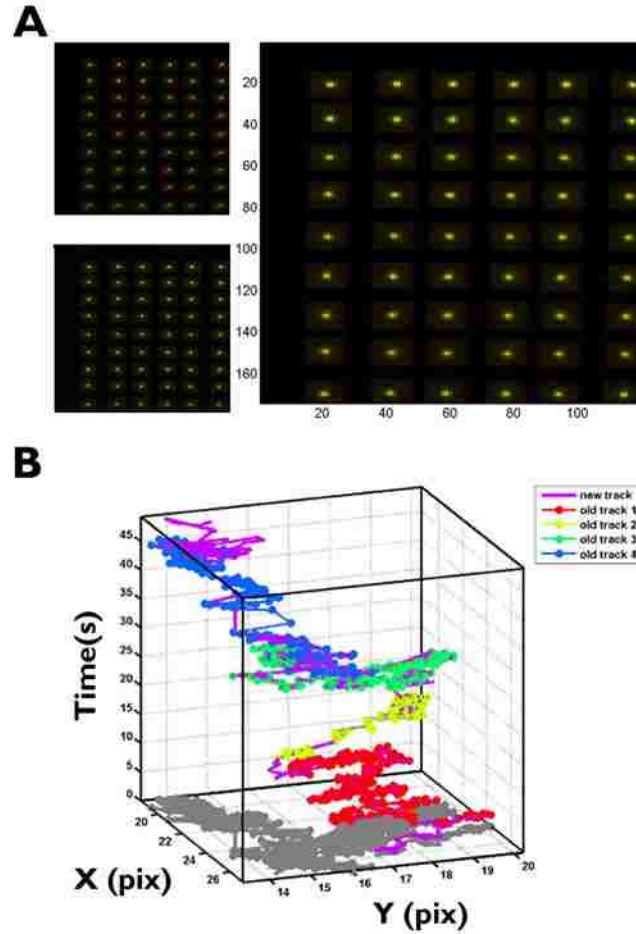 A
20
40
60
80
100
120
140
160
20 40 60 80 100
B
new track
old track 1
old track 2
old track 3
old track 4
Time(s)
45
40
35
30
25
20
15
10
5
0
20
22
24
26
X (pix)
14 15 16 17 18 19 20
Y (pix)